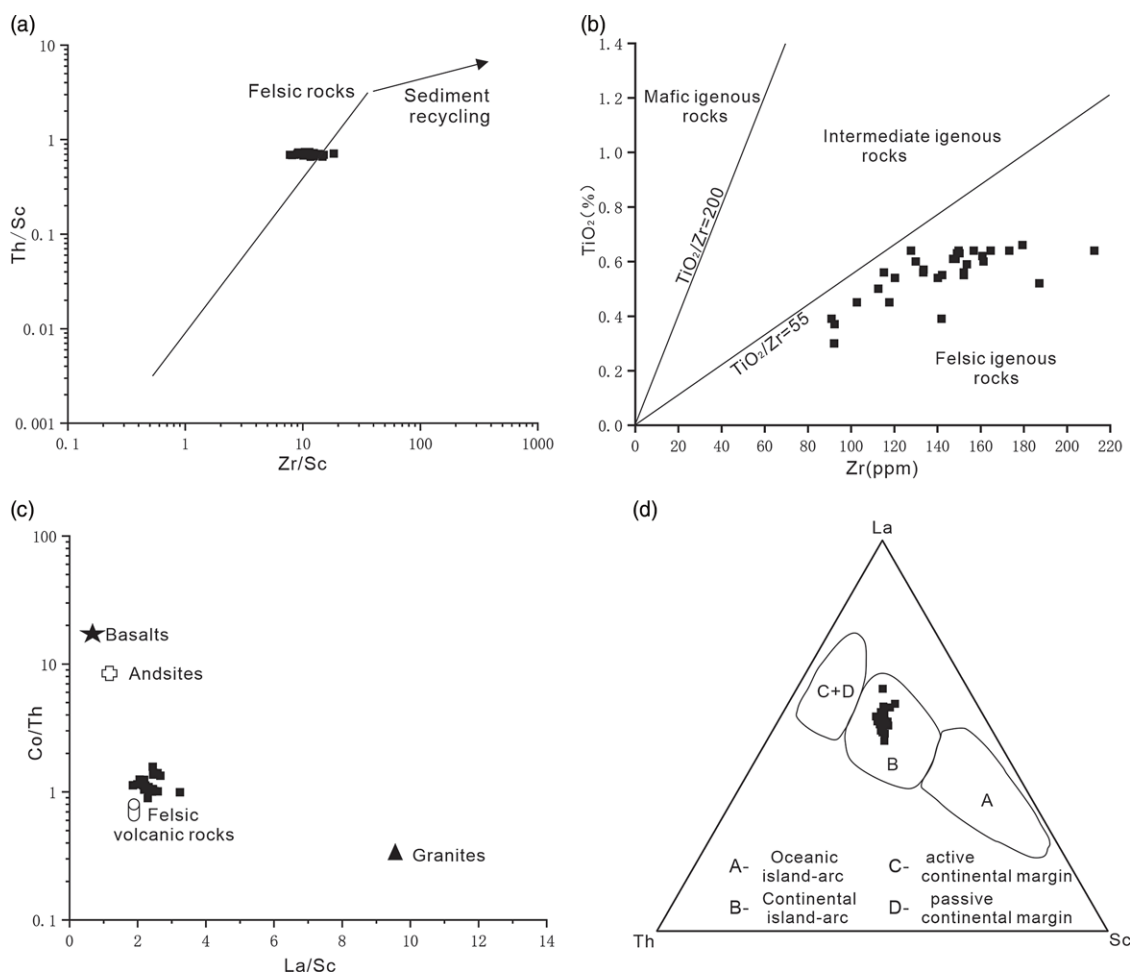 (a)
10
1
0.1
0.01
0.001
Th/Sc
Felsic rocks
Sediment
recycling
0.1
1
10
100
1000
Zr/Sc
(b)
1.4
1.2
1.0
0.8
0.6
0.4
0.2
0.0
TiO₂(%)
Mafic igenous
rocks
Intermediate igenous
rocks
TiO₂/Zr=200
TiO₂/Zr=55
Felsic igenous
rocks
0
20
40
60
80
100
120
140
160
180
200
220
Zr(ppm)
(c)
100
10
1
0.1
Co/Th
Basalts
Andsites
Felsic
volcanic rocks
Granites
0
2
4
6
8
10
12
14
La/Sc
(d)
La
C+D
B
A
A- Oceanic
island-arc
C- active
continental margin
B- Continental
island-arc
D- passive
continental margin
Th
Sc